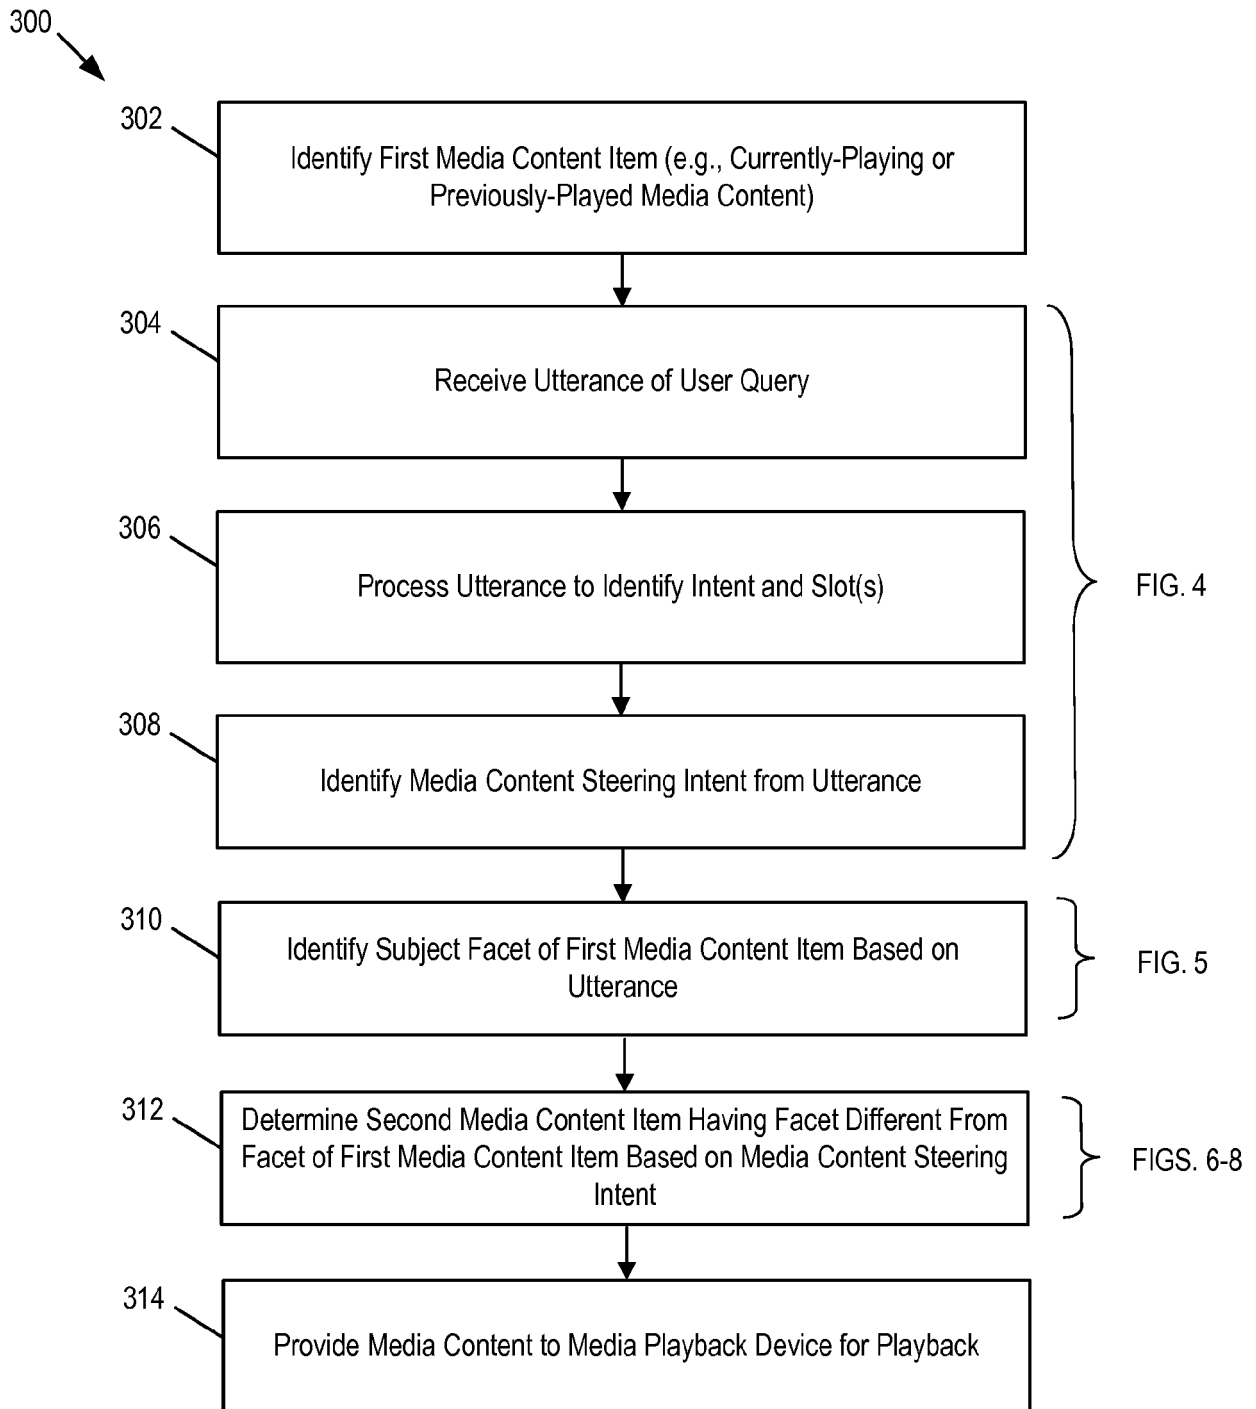 300
302
Identify First Media Content Item (e.g., Currently-Playing or
Previously-Played Media Content)
304
Receive Utterance of User Query
306
Process Utterance to Identify Intent and Slot(s)
FIG. 4
308
Identify Media Content Steering Intent from Utterance
310
Identify Subject Facet of First Media Content Item Based on
Utterance
FIG. 5
312
Determine Second Media Content Item Having Facet Different From
Facet of First Media Content Item Based on Media Content Steering
Intent
FIGS. 6-8
314
Provide Media Content to Media Playback Device for Playback